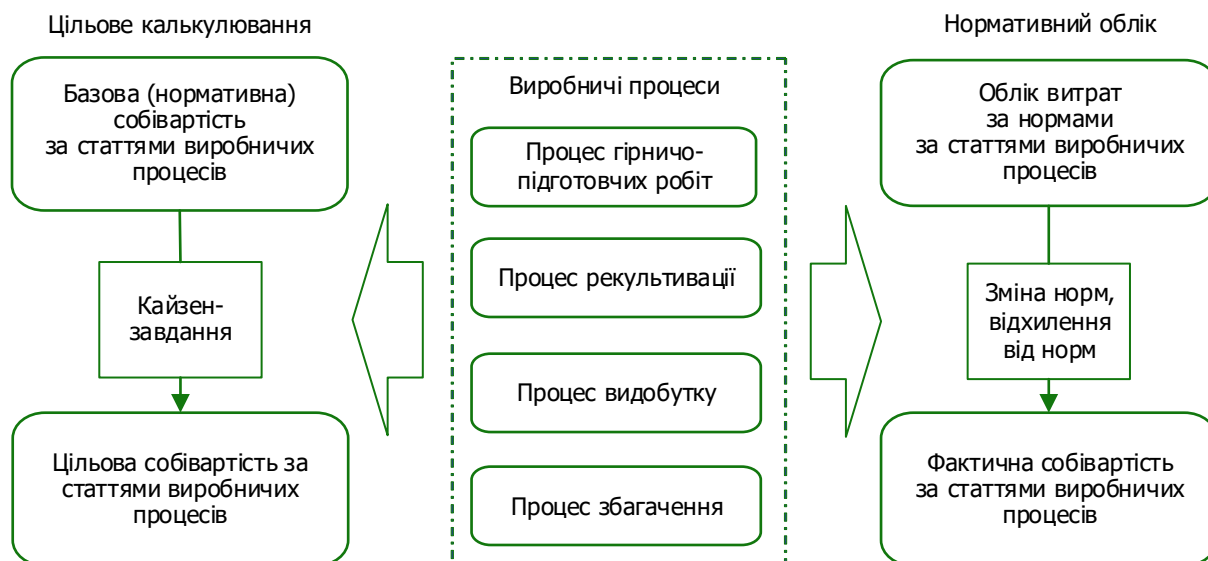 Цільове калькулювання
Базова (нормативна)
собівартість
за статтями виробничих
процесів
Кайзен-
завдання
Цільова собівартість за
статтями виробничих
процесів
Виробничі процеси
Процес гірничо-
підготовчих робіт
Процес рекультивації
Процес видобутку
Процес збагачення
Нормативний облік
Облік витрат
за нормами
за статтями виробничих
процесів
Зміна норм,
відхилення
від норм
Фактична собівартість
за статтями виробничих
процесів